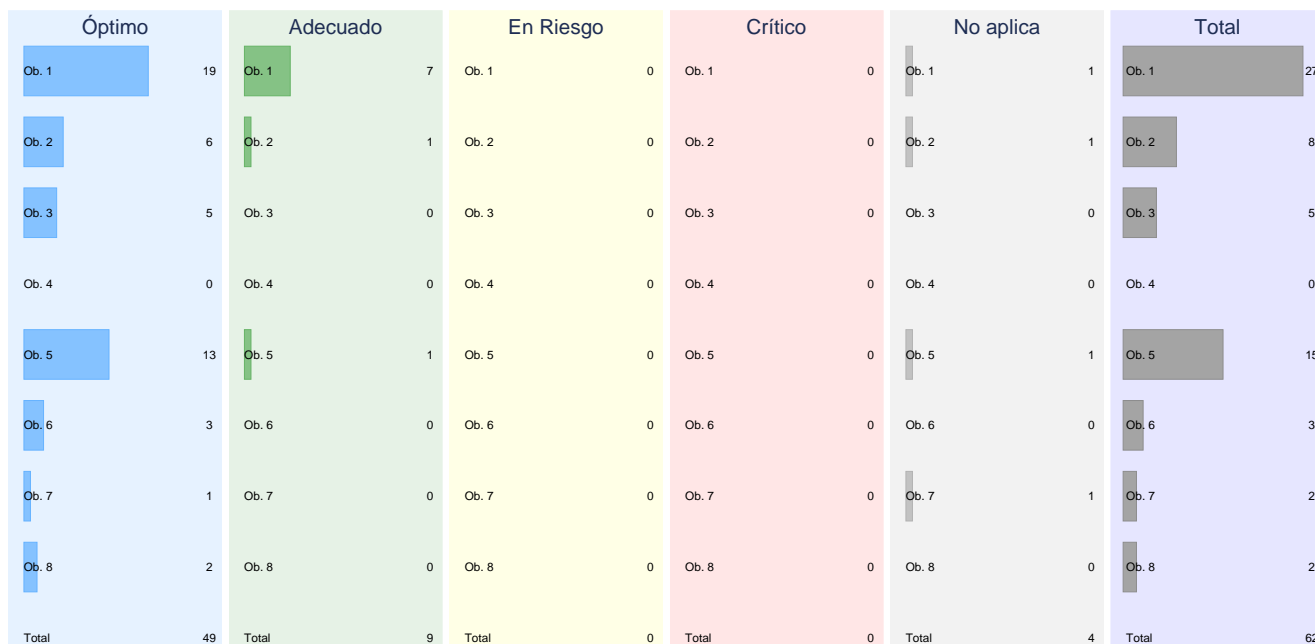 Óptimo Adecuado En Riesgo Crítico No aplica Total
Ob. 1 19 Ob. 1 7 Ob. 1 0 Ob. 1 0 Ob. 1 1 Ob. 1 27
Ob. 2 6 Ob. 2 1 Ob. 2 0 Ob. 2 0 Ob. 2 1 Ob. 2 8
Ob. 3 5 Ob. 3 0 Ob. 3 0 Ob. 3 0 Ob. 3 0 Ob. 3 5
Ob. 4 0 Ob. 4 0 Ob. 4 0 Ob. 4 0 Ob. 4 0 Ob. 4 0
Ob. 5 13 Ob. 5 1 Ob. 5 0 Ob. 5 0 Ob. 5 1 Ob. 5 15
Ob. 6 3 Ob. 6 0 Ob. 6 0 Ob. 6 0 Ob. 6 0 Ob. 6 3
Ob. 7 1 Ob. 7 0 Ob. 7 0 Ob. 7 0 Ob. 7 1 Ob. 7 2
Ob. 8 2 Ob. 8 0 Ob. 8 0 Ob. 8 0 Ob. 8 0 Ob. 8 2
Total 49 Total 9 Total 0 Total 0 Total 4 Total 62